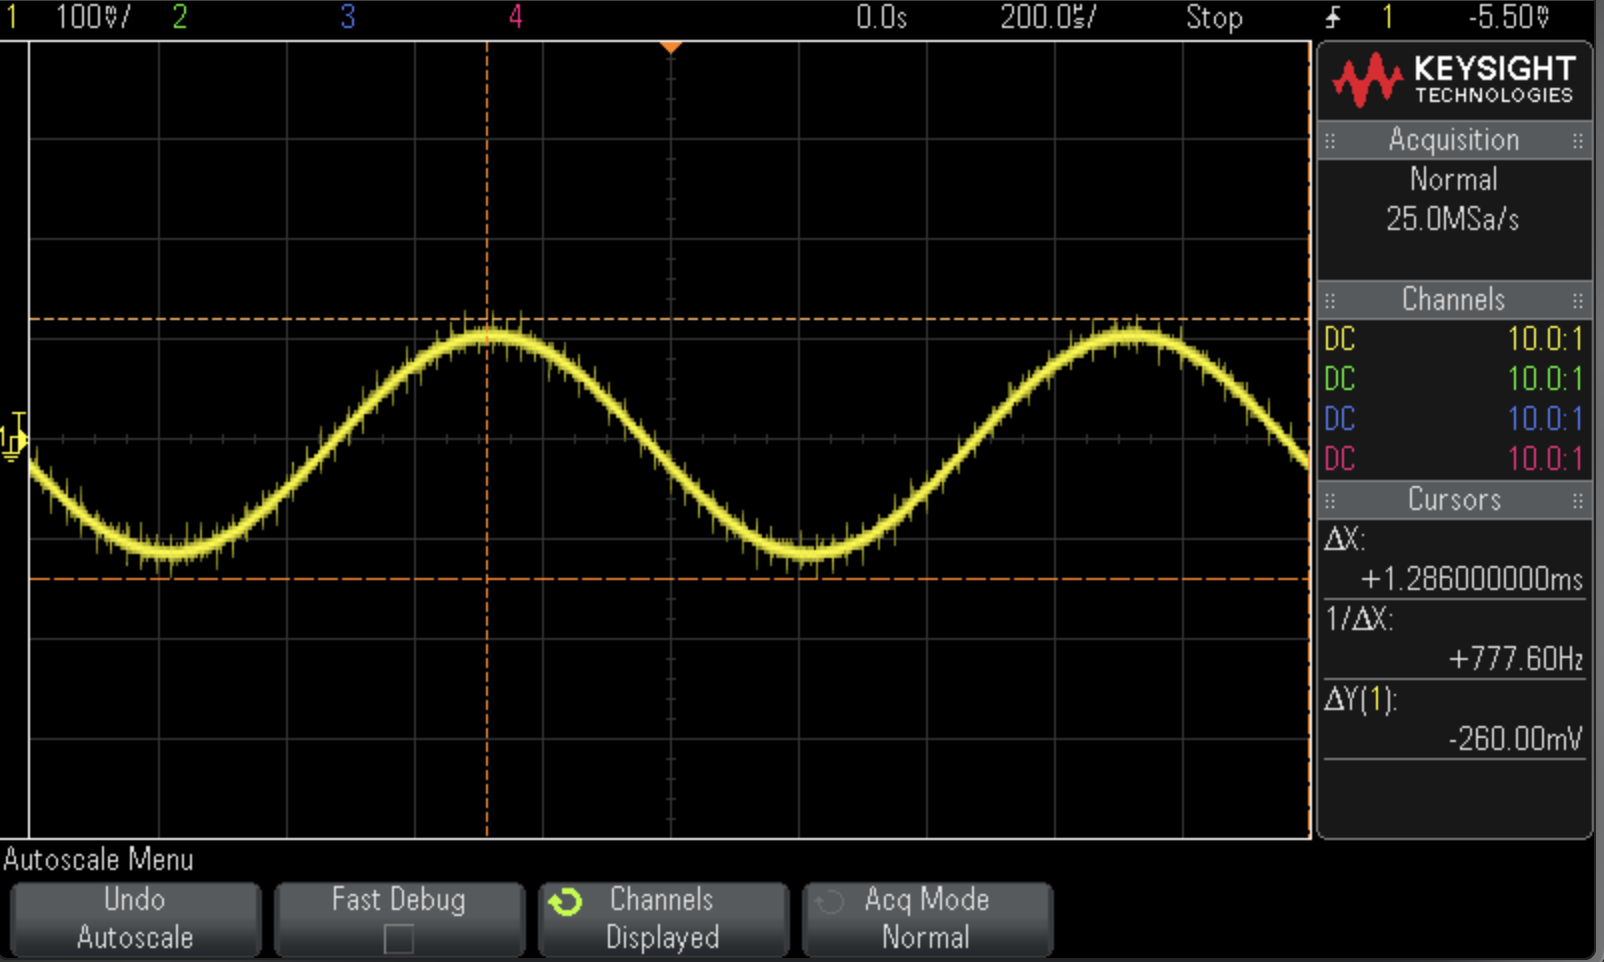 1 100mV/ 2 3 4 0.0s 200.0µs/ Stop 1 -5.50mV
KEYSIGHT
TECHNOLOGIES
Acquisition
Normal
25.0MSa/s
Channels
DC 10.0:1
DC 10.0:1
DC 10.0:1
DC 10.0:1
Cursors
ΔX:
+1.286000000ms
1/ΔX:
+777.60Hz
ΔY(1):
-260.00mV
T
1
Autoscale Menu
Undo
Autoscale
Fast Debug
Channels
Displayed
Acq Mode
Normal